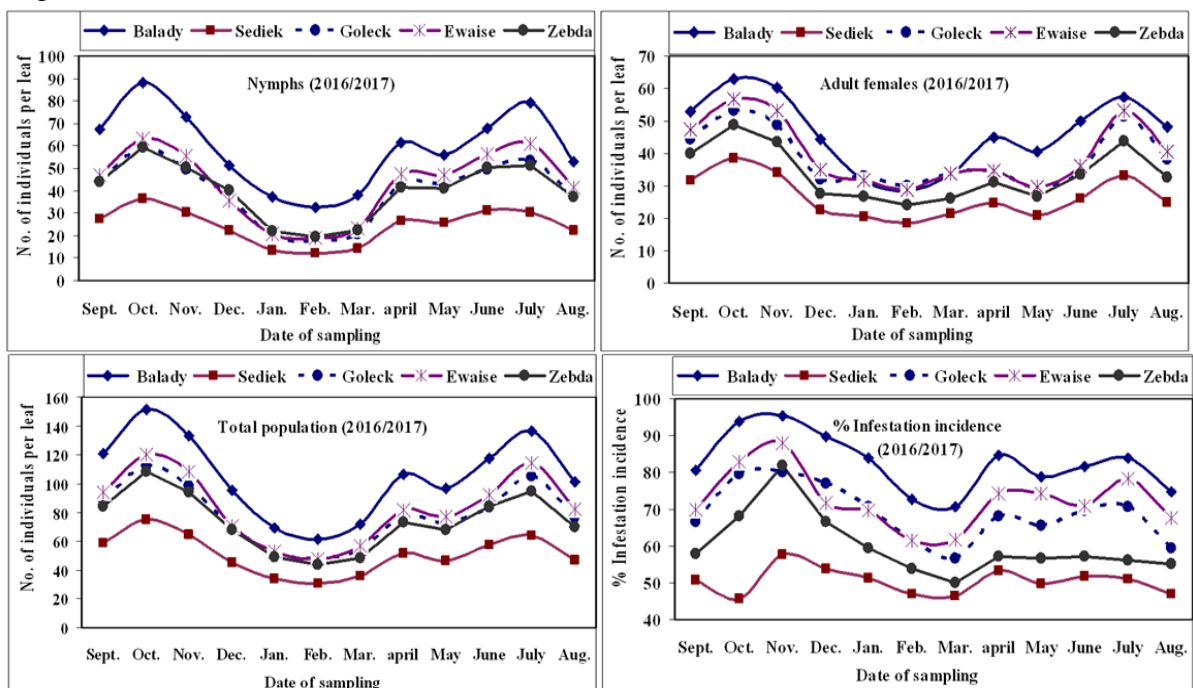 Balady Sediek Goleck Ewaise Zebda
Nymphs (2016/2017)
No. of individuals per leaf
100
90
80
70
60
50
40
30
20
10
0
Sept. Oct. Nov. Dec. Jan. Feb. Mar. april May June July Aug.
Date of sampling
Balady Sediek Goleck Ewaise Zebda
Adult females (2016/2017)
No. of individuals per leaf
70
60
50
40
30
20
10
0
Sept. Oct. Nov. Dec. Jan. Feb. Mar. april May June July Aug.
Date of sampling
Balady Sediek Goleck Ewaise Zebda
Total population (2016/2017)
No. of individuals per leaf
160
140
120
100
80
60
40
20
0
Sept. Oct. Nov. Dec. Jan. Feb. Mar. april May June July Aug.
Date of sampling
Balady Sediek Goleck Ewaise Zebda
% Infestation incidence
(2016/2017)
% Infestation incidence
100
90
80
70
60
50
40
Sept. Oct. Nov. Dec. Jan. Feb. Mar. april May June July Aug.
Date of sampling